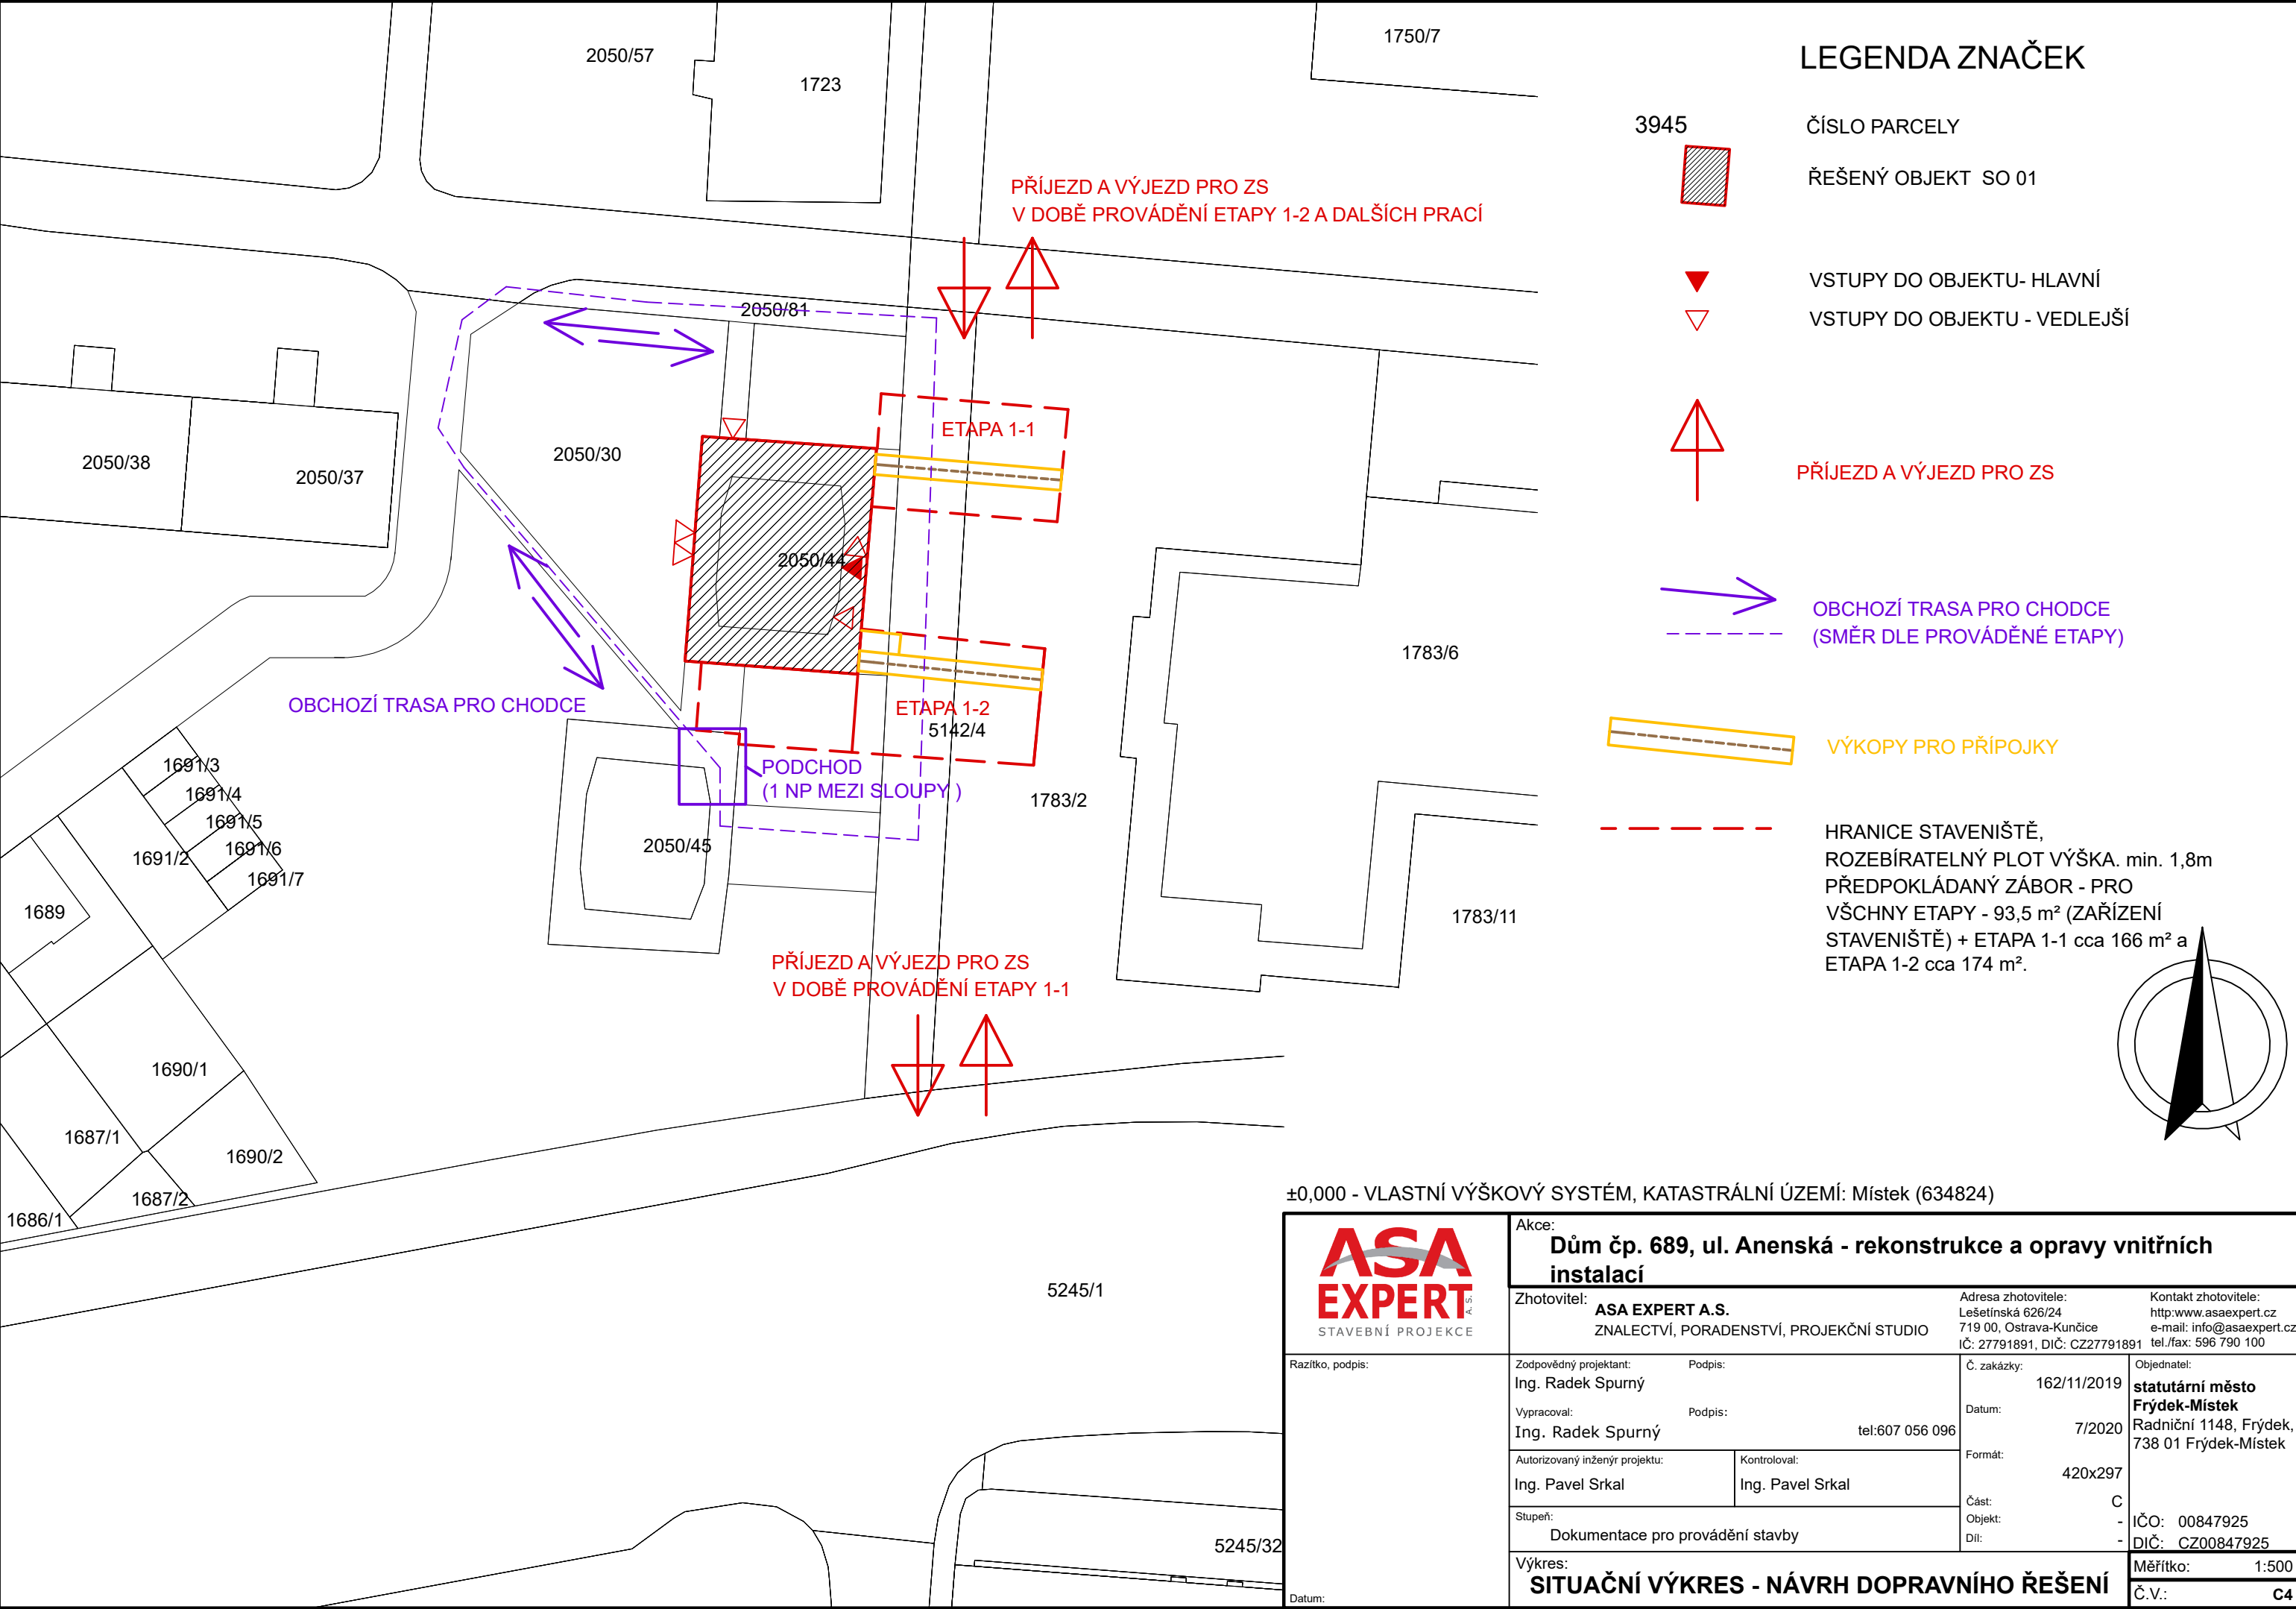 2050/57
1723
1750/7
PŘÍJEZD A VÝJEZD PRO ZS
V DOBĚ PROVÁDĚNÍ ETAPY 1-2 A DALŠÍCH PRACÍ
2050/81
ETAPA 1-1
2050/30
2050/38
2050/37
2050/44
1783/6
OBCHOZÍ TRASA PRO CHODCE
ETAPA 1-2
5142/4
PODCHOD
(1 NP MEZI SLOUPY )
1783/2
2050/45
1691/3
1691/4
1691/5
1691/6
1691/7
1691/2
1689
1783/11
PŘÍJEZD A VÝJEZD PRO ZS
V DOBĚ PROVÁDĚNÍ ETAPY 1-1
1690/1
1687/1
1690/2
1687/2
1686/1
5245/1
5245/32
LEGENDA ZNAČEK
3945
ČÍSLO PARCELY
ŘEŠENÝ OBJEKT SO 01
VSTUPY DO OBJEKTU- HLAVNÍ
VSTUPY DO OBJEKTU - VEDLEJŠÍ
PŘÍJEZD A VÝJEZD PRO ZS
OBCHOZÍ TRASA PRO CHODCE
(SMĚR DLE PROVÁDĚNÉ ETAPY)
VÝKOPY PRO PŘÍPOJKY
HRANICE STAVENIŠTĚ,
ROZEBÍRATELNÝ PLOT VÝŠKA. min. 1,8m
PŘEDPOKLÁDANÝ ZÁBOR - PRO
VŠCHNY ETAPY - 93,5 m² (ZAŘÍZENÍ
STAVENIŠTĚ) + ETAPA 1-1 cca 166 m² a
ETAPA 1-2 cca 174 m².
±0,000 - VLASTNÍ VÝŠKOVÝ SYSTÉM, KATASTRÁLNÍ ÚZEMÍ: Místek (634824)
ASA
EXPERT A.S.
STAVEBNÍ PROJEKCE
Akce:
Dům čp. 689, ul. Anenská - rekonstrukce a opravy vnitřních
instalací
Zhotovitel:
ASA EXPERT A.S.
ZNALECTVÍ, PORADENSTVÍ, PROJEKČNÍ STUDIO
Adresa zhotovitele:
Lešetínská 626/24
719 00, Ostrava-Kunčice
IČ: 27791891, DIČ: CZ27791891
Kontakt zhotovitele:
http:www.asaexpert.cz
e-mail: info@asaexpert.cz
tel./fax: 596 790 100
Razítko, podpis:
Datum:
Zodpovědný projektant:
Podpis:
Ing. Radek Spurný
Vypracoval:
Podpis:
Ing. Radek Spurný
tel:607 056 096
Autorizovaný inženýr projektu:
Ing. Pavel Srkal
Kontroloval:
Ing. Pavel Srkal
Stupeň:
Dokumentace pro provádění stavby
Č. zakázky:
162/11/2019
Datum:
7/2020
Formát:
420x297
Část: C
Objekt: -
Díl: -
Objednatel:
statutární město
Frýdek-Místek
Radniční 1148, Frýdek,
738 01 Frýdek-Místek
IČO: 00847925
DIČ: CZ00847925
Výkres:
SITUAČNÍ VÝKRES - NÁVRH DOPRAVNÍHO ŘEŠENÍ
Měřítko: 1:500
Č.V.: C4